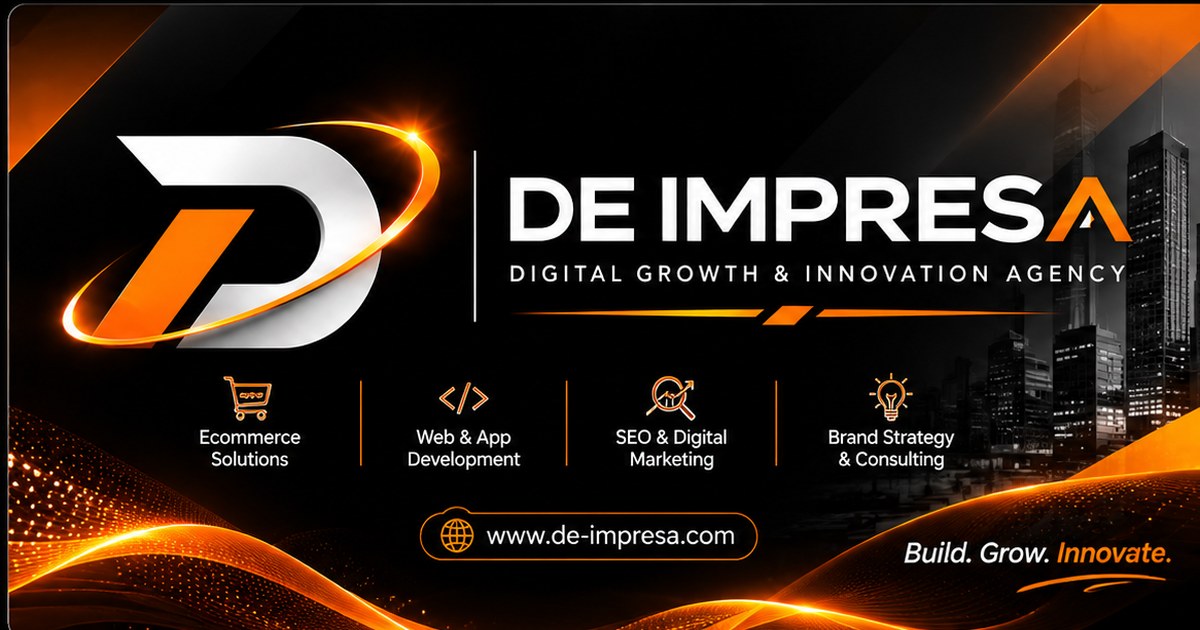 DE IMPRESA
DIGITAL GROWTH & INNOVATION AGENCY
Ecommerce
Solutions
Web & App
Development
SEO & Digital
Marketing
Brand Strategy
& Consulting
www.de-impresa.com
Build. Grow. Innovate.